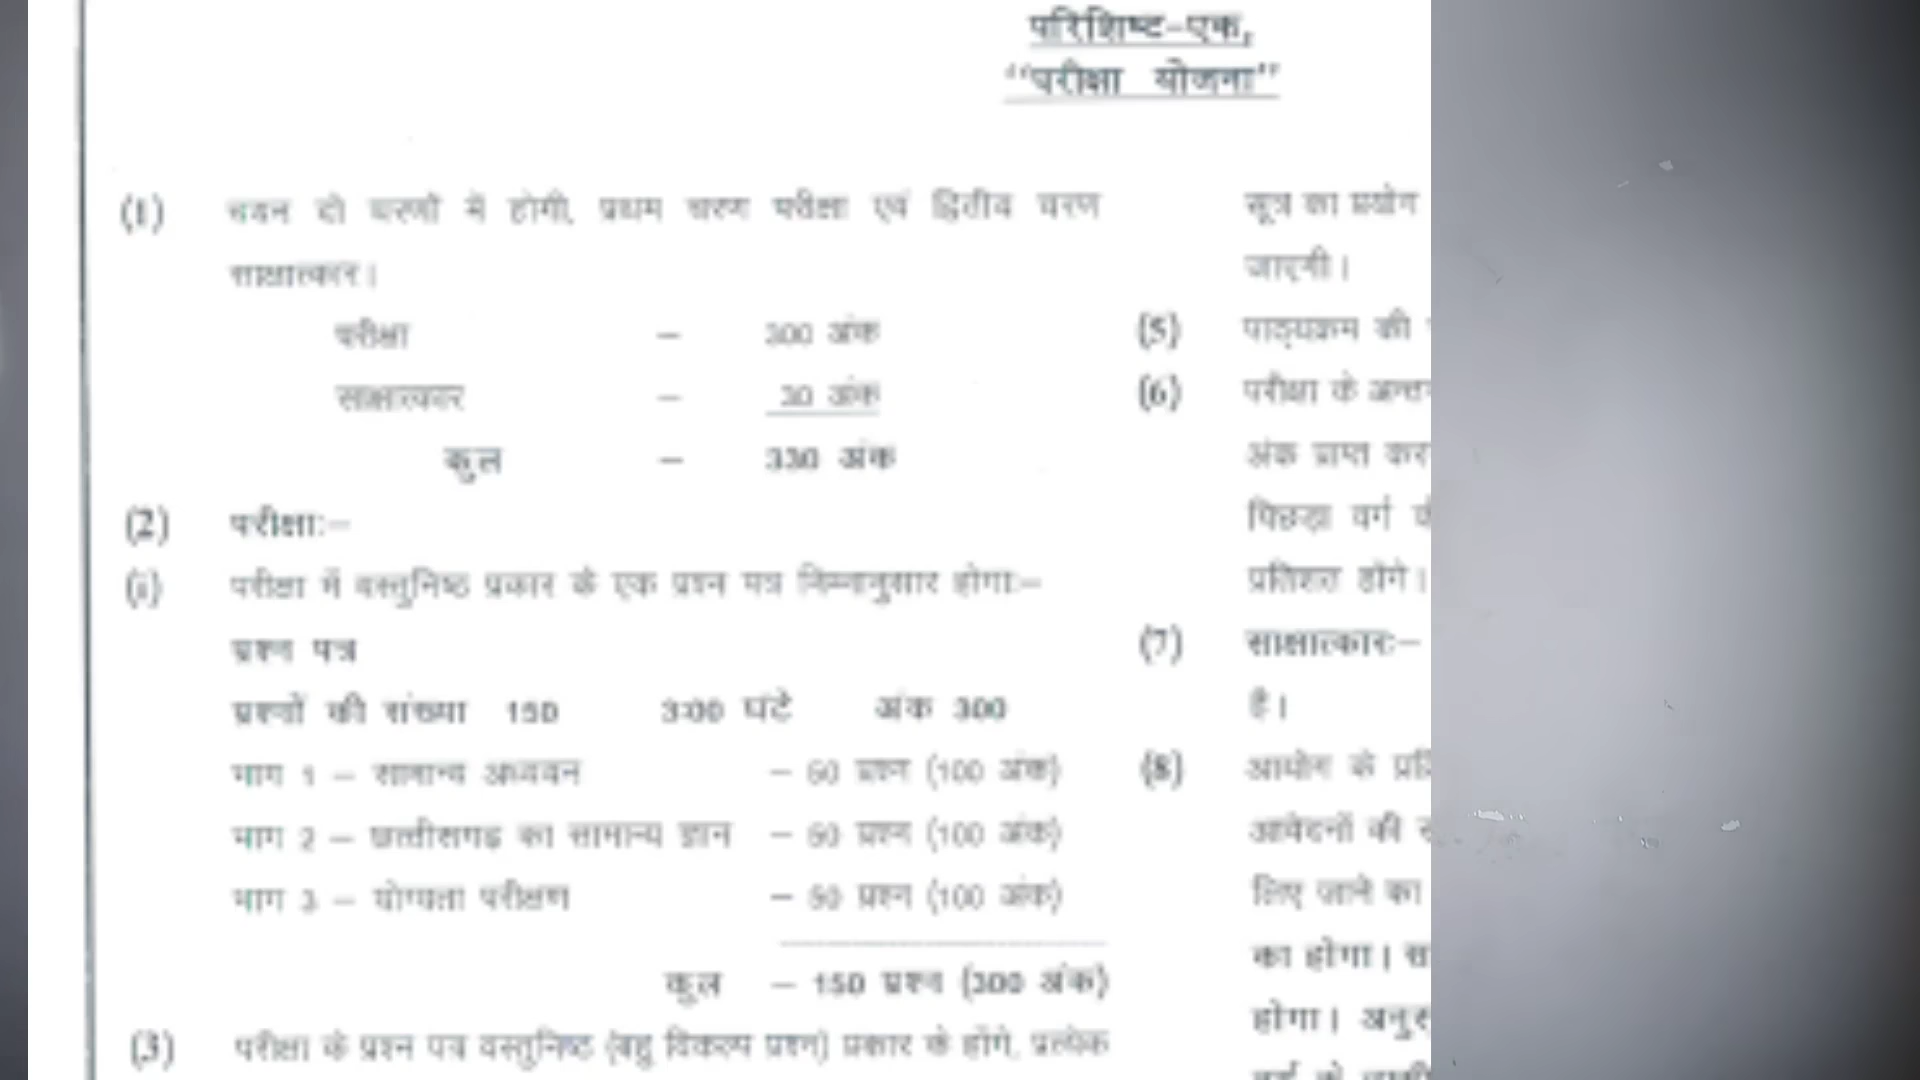 परिशिष्ट-एक,
"परीक्षा योजना"
(1) चयन दो चरणों में होगी, प्रथम चरण परीक्षा एवं द्वितीय चरण
साक्षात्कार।
परीक्षा – 300 अंक
साक्षात्कार – 30 अंक
कुल – 330 अंक
(2) परीक्षा:–
(i) परीक्षा में वस्तुनिष्ठ प्रकार के एक प्रश्न पत्र निम्नानुसार होगा:–
प्रश्न पत्र
प्रश्नों की संख्या 150 3:00 घंटे अंक 300
भाग 1 – सामान्य अध्ययन – 50 प्रश्न (100 अंक)
भाग 2 – छत्तीसगढ़ का सामान्य ज्ञान – 50 प्रश्न (100 अंक)
भाग 3 – योग्यता परीक्षण – 50 प्रश्न (100 अंक)
कुल – 150 प्रश्न (300 अंक)
(3) परीक्षा के प्रश्न पत्र वस्तुनिष्ठ (बहु विकल्प प्रश्न) प्रकार के होंगे, प्रत्येक
सूत्र का प्रयोग
जाएगी।
(5) पाठ्यक्रम की
(6) परीक्षा के
अंक प्राप्त
पिछड़ा वर्ग
प्रतिशत होंगे।
(7) साक्षात्कार:–
है।
(8) आयोग के
आवेदनों की
लिए जाने का
का होगा।
होगा।